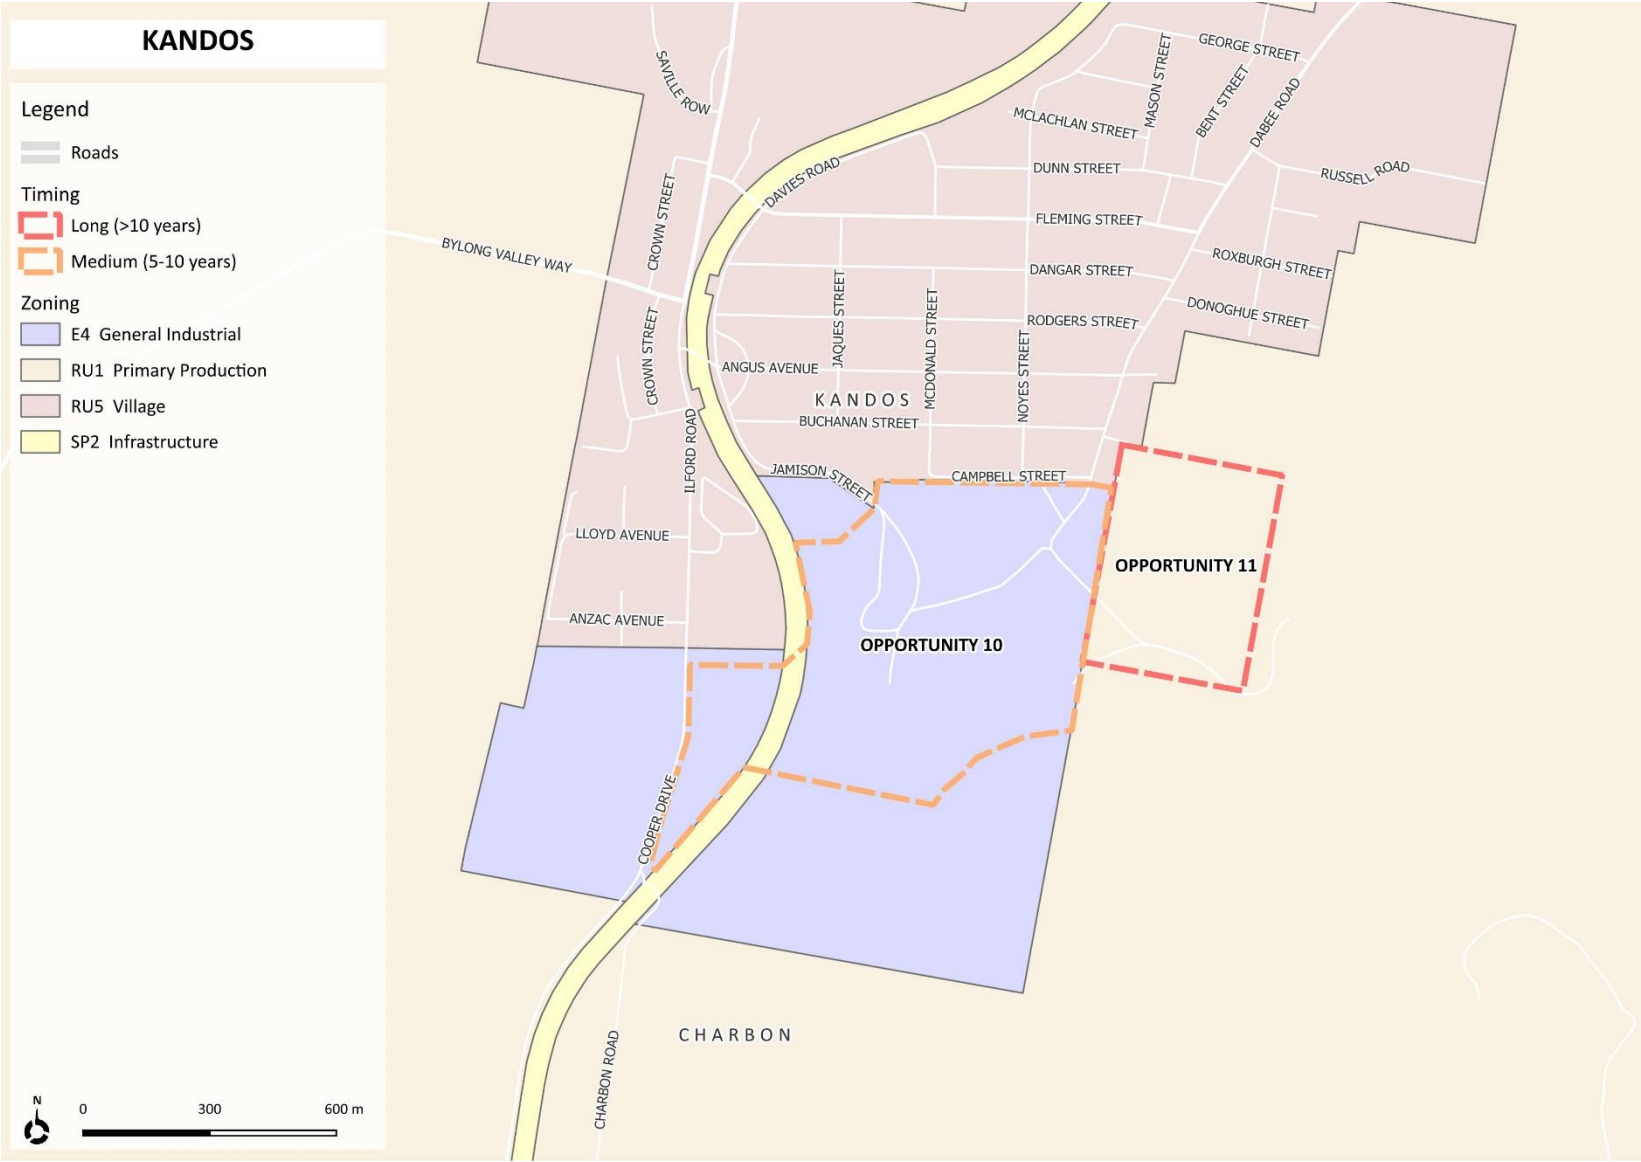 KANDOS
Legend
Roads
Timing
Long (>10 years)
Medium (5-10 years)
Zoning
E4 General Industrial
RU1 Primary Production
RU5 Village
SP2 Infrastructure
N
0 300 600 m
SAVILLE ROW
GEORGE STREET
MASON STREET
BENT STREET
DABEE ROAD
MCLACHLAN STREET
DUNN STREET
RUSSELL ROAD
DAVIES ROAD
CROWN STREET
FLEMING STREET
BYLONG VALLEY WAY
DANGAR STREET
ROXBURGH STREET
JAQUES STREET
MCDONALD STREET
RODGERS STREET
DONOGHUE STREET
CROWN STREET
NOYES STREET
ANGUS AVENUE
KANDOS
BUCHANAN STREET
ILFORD ROAD
JAMISON STREET
CAMPBELL STREET
LLOYD AVENUE
OPPORTUNITY 11
ANZAC AVENUE
OPPORTUNITY 10
COOPER DRIVE
CHARBON
CHARBON ROAD